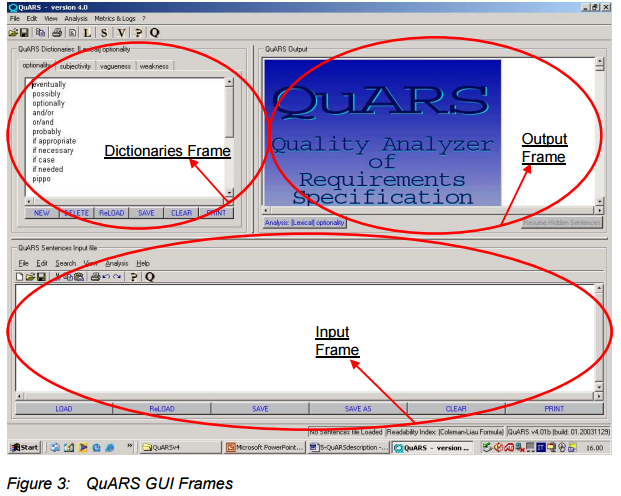 QuARS - version 4.0
File Edit View Analysis Metrics & Logs ?
L S V ? Q
QuARS Dictionaries: |Lexical| optionality
optionality subjectivity vagueness weakness
eventually
possibly
optionally
and/or
or/and
probably
if appropriate
if necessary
if case
if needed
pippo
Dictionaries Frame
NEW DELETE ReLOAD SAVE CLEAR PRINT
QuARS Output
QuARS
Quality Analyzer
of
Requirements
Specification
Output
Frame
Analysis: |Lexical| optionality
Resume Hidden Sentences
QuARS Sentences Input file
File Edit Search View Analysis Help
? Q
Input
Frame
LOAD ReLOAD SAVE SAVE AS CLEAR PRINT
No Sentences file Loaded |Readability Index (Coleman-Liau Formula) |QuARS v4.01b (build: 01.20031129)
Start » QuARSv4 Microsoft PowerPoint... 5-QuARSdescription -... QuARS - version ... 16.00
Figure 3: QuARS GUI Frames